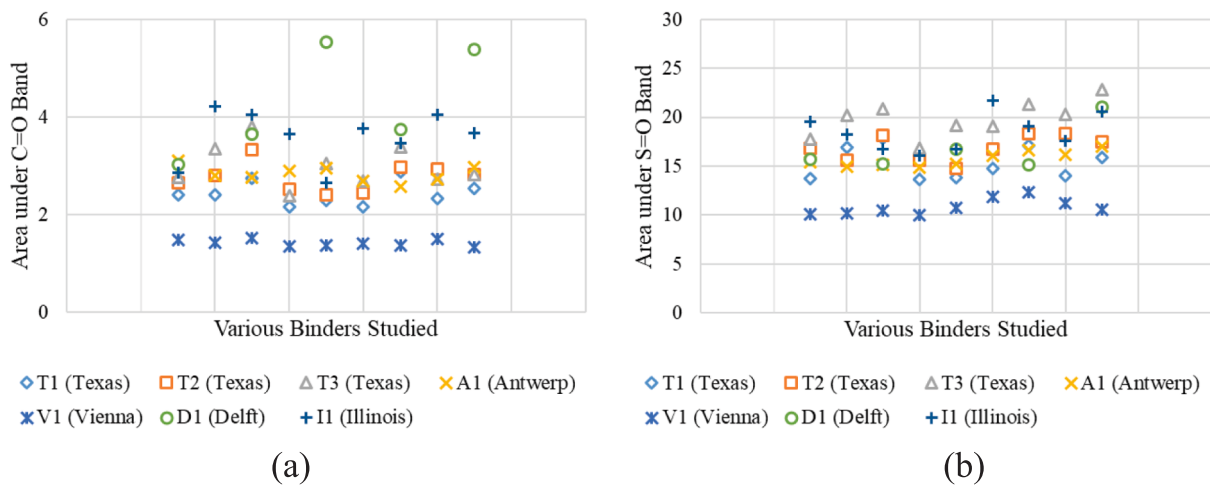 6
4
2
0
Area under C=O Band
Various Binders Studied
T1 (Texas) T2 (Texas) T3 (Texas) A1 (Antwerp)
V1 (Vienna) D1 (Delft) I1 (Illinois)
(a)
30
25
20
15
10
5
0
Area under S=O Band
Various Binders Studied
T1 (Texas) T2 (Texas) T3 (Texas) A1 (Antwerp)
V1 (Vienna) D1 (Delft) I1 (Illinois)
(b)